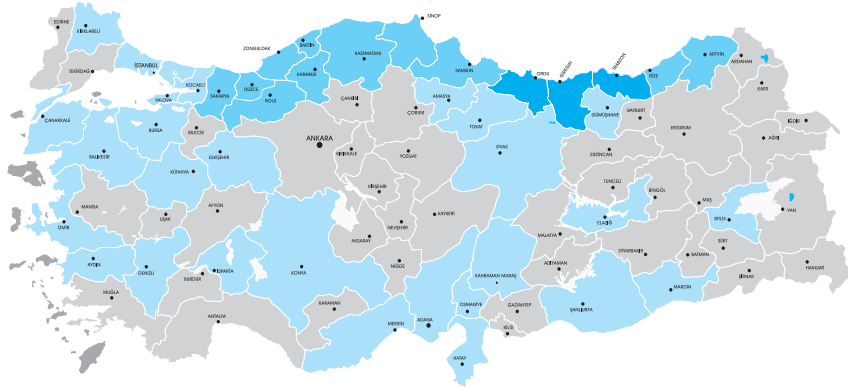 SİNOP
EDİRNE
KIRKLARELİ
ZONGULDAK
BARTIN
KASTAMONU
TEKİRDAĞ
İSTANBUL
KARABÜK
SAMSUN
ORDU
GİRESUN
TRABZON
RİZE
ARTVİN
ARDAHAN
KOCAELİ
YALOVA
SAKARYA
DÜZCE
BOLU
ÇANKIRI
AMASYA
ÇORUM
TOKAT
GÜMÜŞHANE
BAYBURT
KARS
ÇANAKKALE
BURSA
BİLECİK
ANKARA
ERZURUM
IĞDIR
AĞRI
BALIKESİR
ESKİŞEHİR
KIRIKKALE
YOZGAT
SİVAS
ERZİNCAN
KÜTAHYA
KIRŞEHİR
TUNCELİ
BİNGÖL
MUŞ
MANİSA
UŞAK
AFYON
NEVŞEHİR
KAYSERİ
ELAZIĞ
BİTLİS
VAN
İZMİR
AKSARAY
MALATYA
DİYARBAKIR
BATMAN
SİİRT
AYDIN
DENİZLİ
BURDUR
ISPARTA
KONYA
NİĞDE
KAHRAMAN MARAŞ
ADIYAMAN
ŞIRNAK
HAKKARİ
MUĞLA
ANTALYA
KARAMAN
MERSİN
ADANA
OSMANİYE
GAZİANTEP
KİLİS
ŞANLIURFA
MARDİN
HATAY